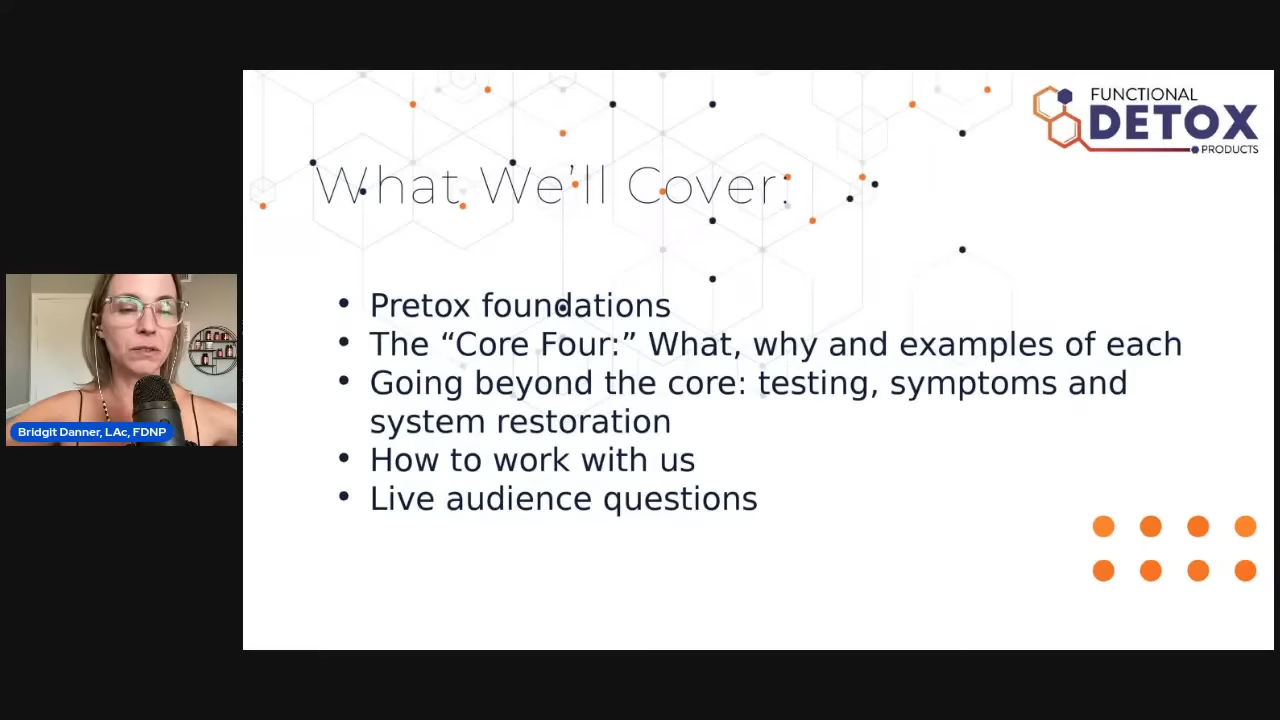 FUNCTIONAL
DETOX
PRODUCTS
What We’ll Cover:
• Pretox foundations
• The “Core Four:” What, why and examples of each
• Going beyond the core: testing, symptoms and
system restoration
• How to work with us
• Live audience questions
Bridgit Danner, LAc, FDNP